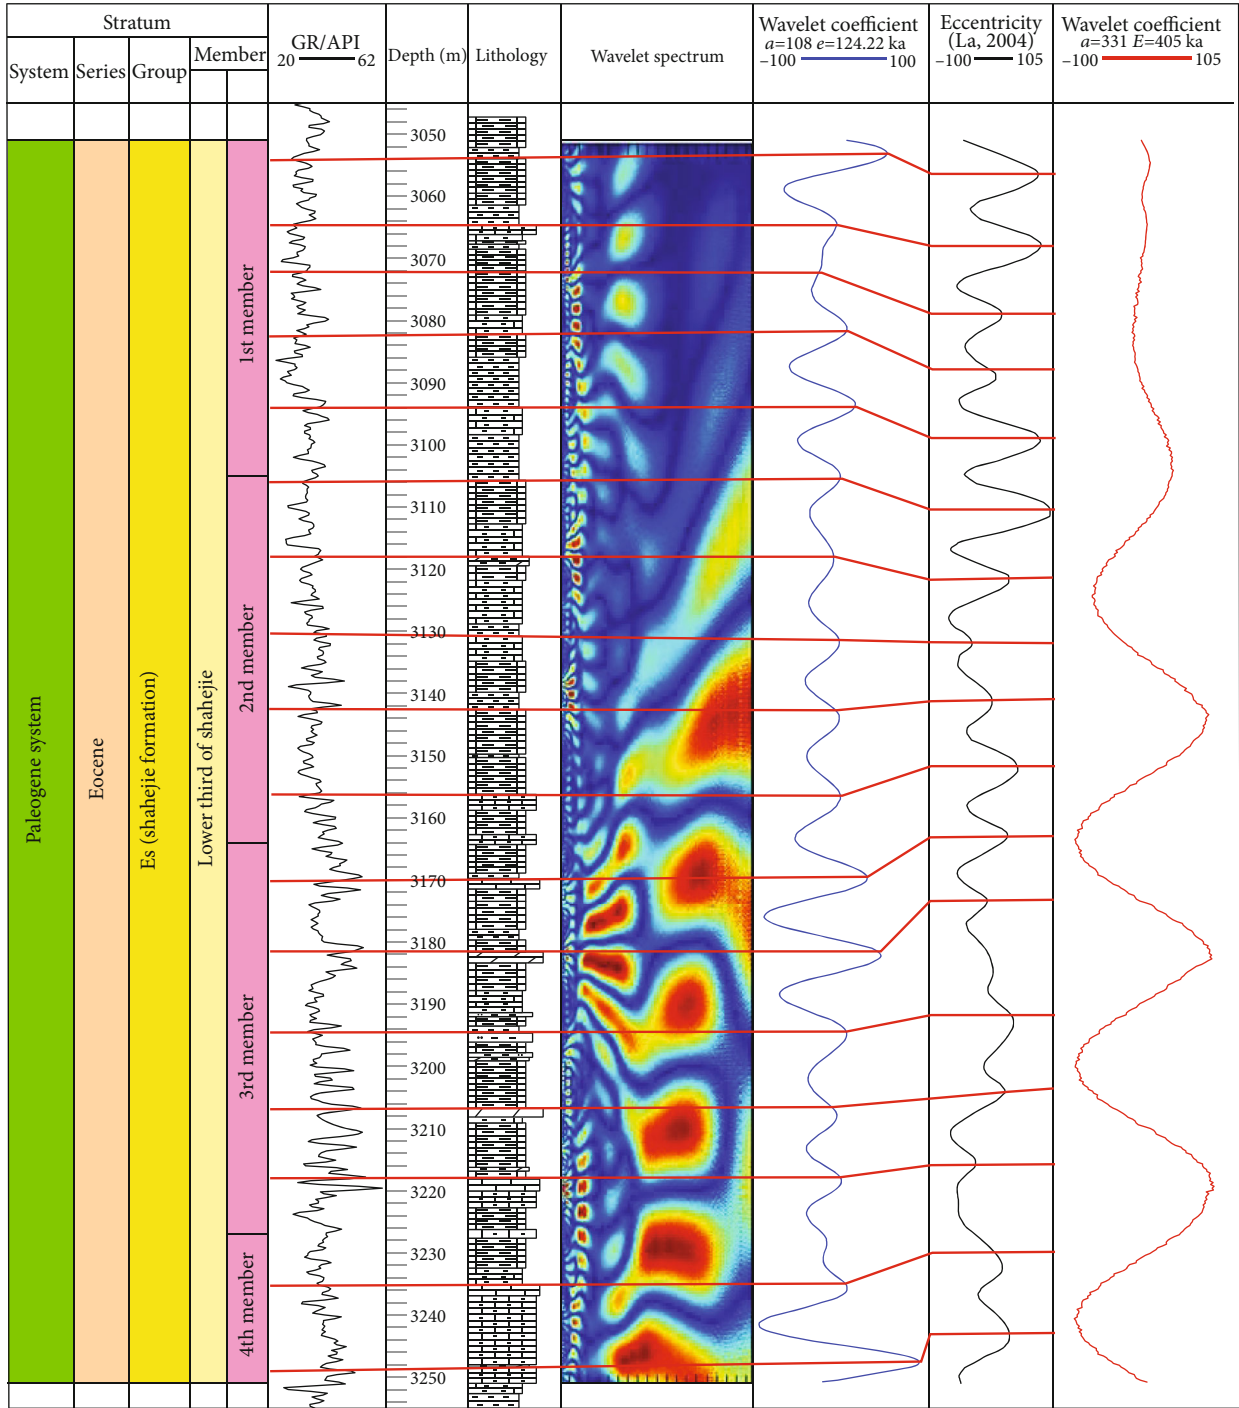 Stratum
System
Series
Group
Member
GR/API
20 62
Depth (m)
Lithology
Wavelet spectrum
Wavelet coefficient
a=108 e=124.22 ka
–100 100
Eccentricity
(La, 2004)
–100 105
Wavelet coefficient
a=331 E=405 ka
–100 105
Paleogene system
Eocene
Es (shahejie formation)
Lower third of shahejie
1st member
2nd member
3rd member
4th member
3050
3060
3070
3080
3090
3100
3110
3120
3130
3140
3150
3160
3170
3180
3190
3200
3210
3220
3230
3240
3250